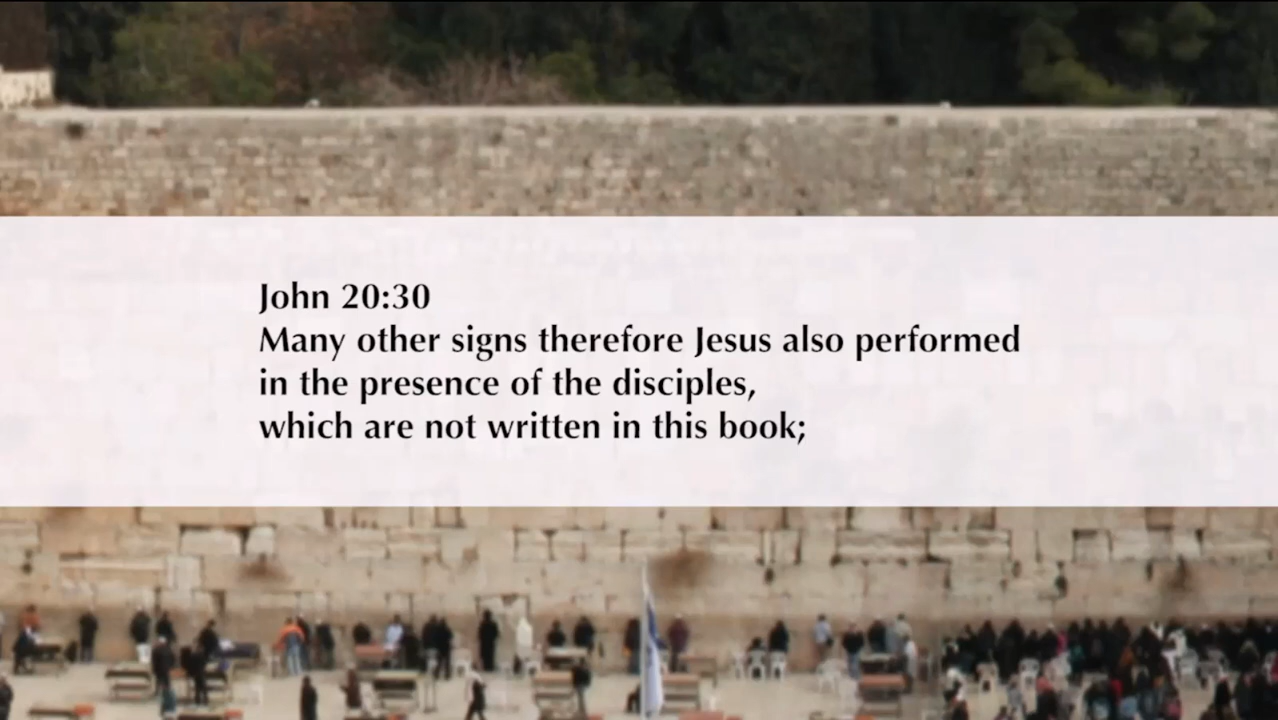 John 20:30
Many other signs therefore Jesus also performed
in the presence of the disciples,
which are not written in this book;